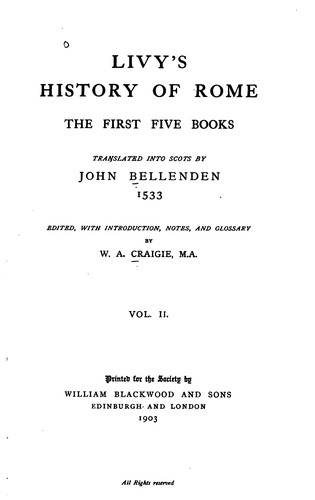 LIVY'S
HISTORY OF ROME
THE FIRST FIVE BOOKS
TRANSLATED INTO SCOTS BY
JOHN BELLENDEN
1533
EDITED, WITH INTRODUCTION, NOTES, AND GLOSSARY
BY
W. A. CRAIGIE, M.A.
VOL. II.
Printed for the Society by
WILLIAM BLACKWOOD AND SONS
EDINBURGH AND LONDON
1903
All Rights reserved